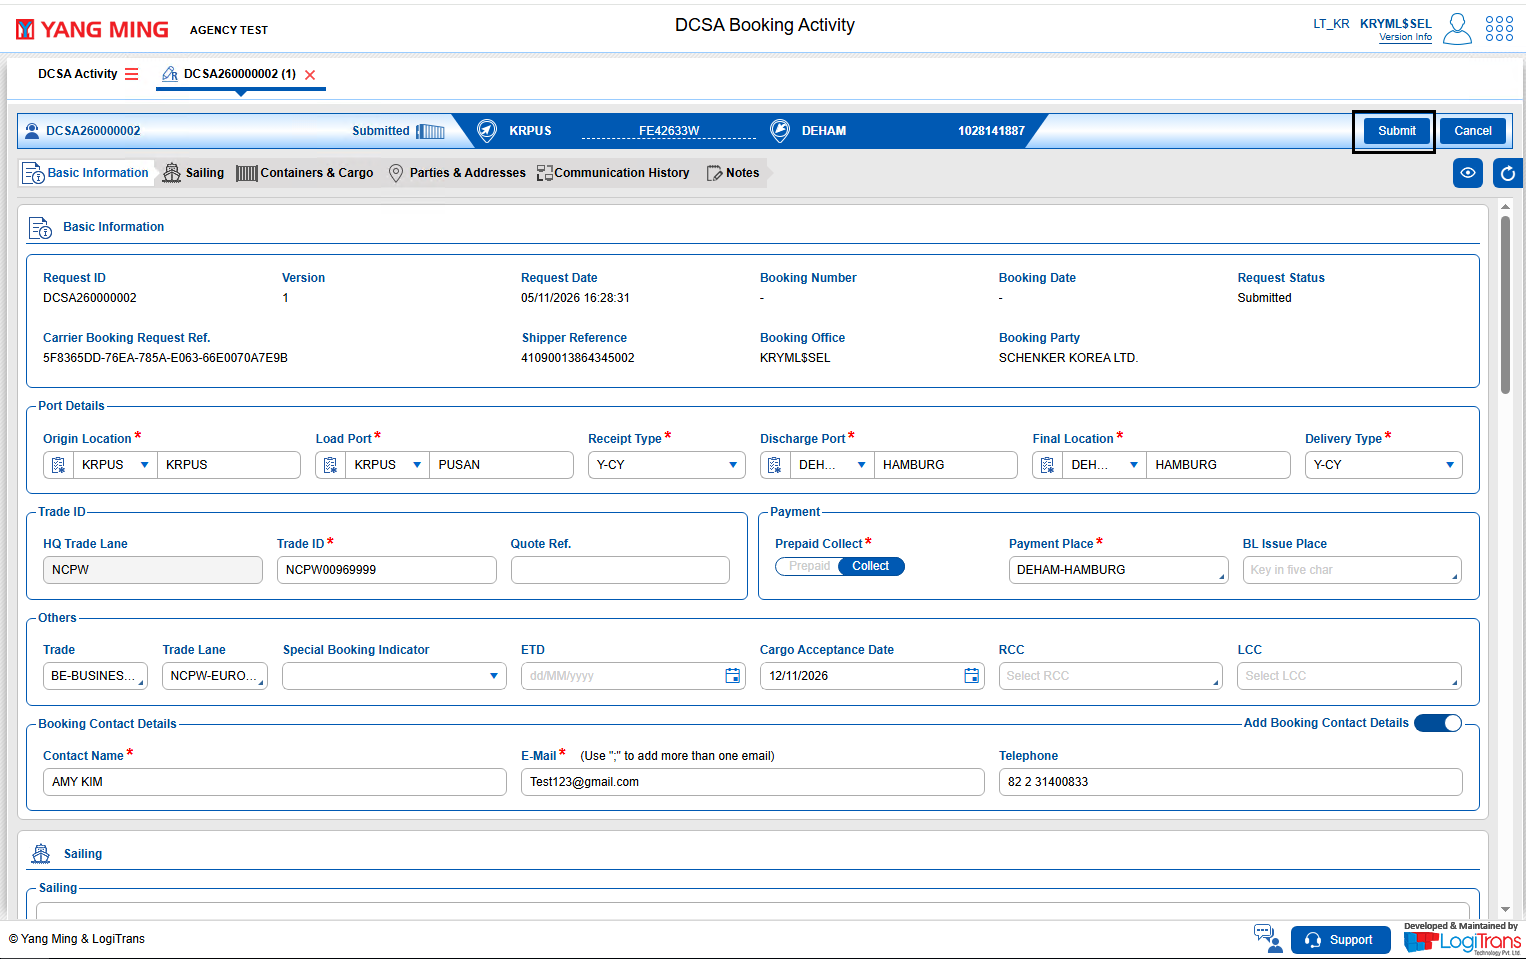 YANG MING AGENCY TEST
DCSA Booking Activity
LT_KR KRYML$SEL
Version Info
DCSA Activity
DCSA260000002 (1)
DCSA260000002 Submitted KRPUS FE42633W DEHAM 1028141887 Submit Cancel
Basic Information Sailing Containers & Cargo Parties & Addresses Communication History Notes
Basic Information
Request ID Version Request Date Booking Number Booking Date Request Status
DCSA260000002 1 05/11/2026 16:28:31 - - Submitted
Carrier Booking Request Ref. Shipper Reference Booking Office Booking Party
5F8365DD-76EA-785A-E063-66E0070A7E9B 41090013864345002 KRYML$SEL SCHENKER KOREA LTD.
Port Details
Origin Location * Load Port * Receipt Type * Discharge Port * Final Location * Delivery Type *
KRPUS KRPUS KRPUS PUSAN Y-CY DEH... HAMBURG DEH... HAMBURG Y-CY
Trade ID Payment
HQ Trade Lane Trade ID * Quote Ref. Prepaid Collect * Payment Place * BL Issue Place
NCPW NCPW00969999 Prepaid Collect DEHAM-HAMBURG Key in five char
Others
Trade Trade Lane Special Booking Indicator ETD Cargo Acceptance Date RCC LCC
BE-BUSINES... NCPW-EURO... dd/MM/yyyy 12/11/2026 Select RCC Select LCC
Booking Contact Details Add Booking Contact Details
Contact Name * E-Mail * (Use ";" to add more than one email) Telephone
AMY KIM Test123@gmail.com 82 2 31400833
Sailing
Sailing
© Yang Ming & LogiTrans
Support
Developed & Maintained by
LogiTrans
Technology Pvt. Ltd.